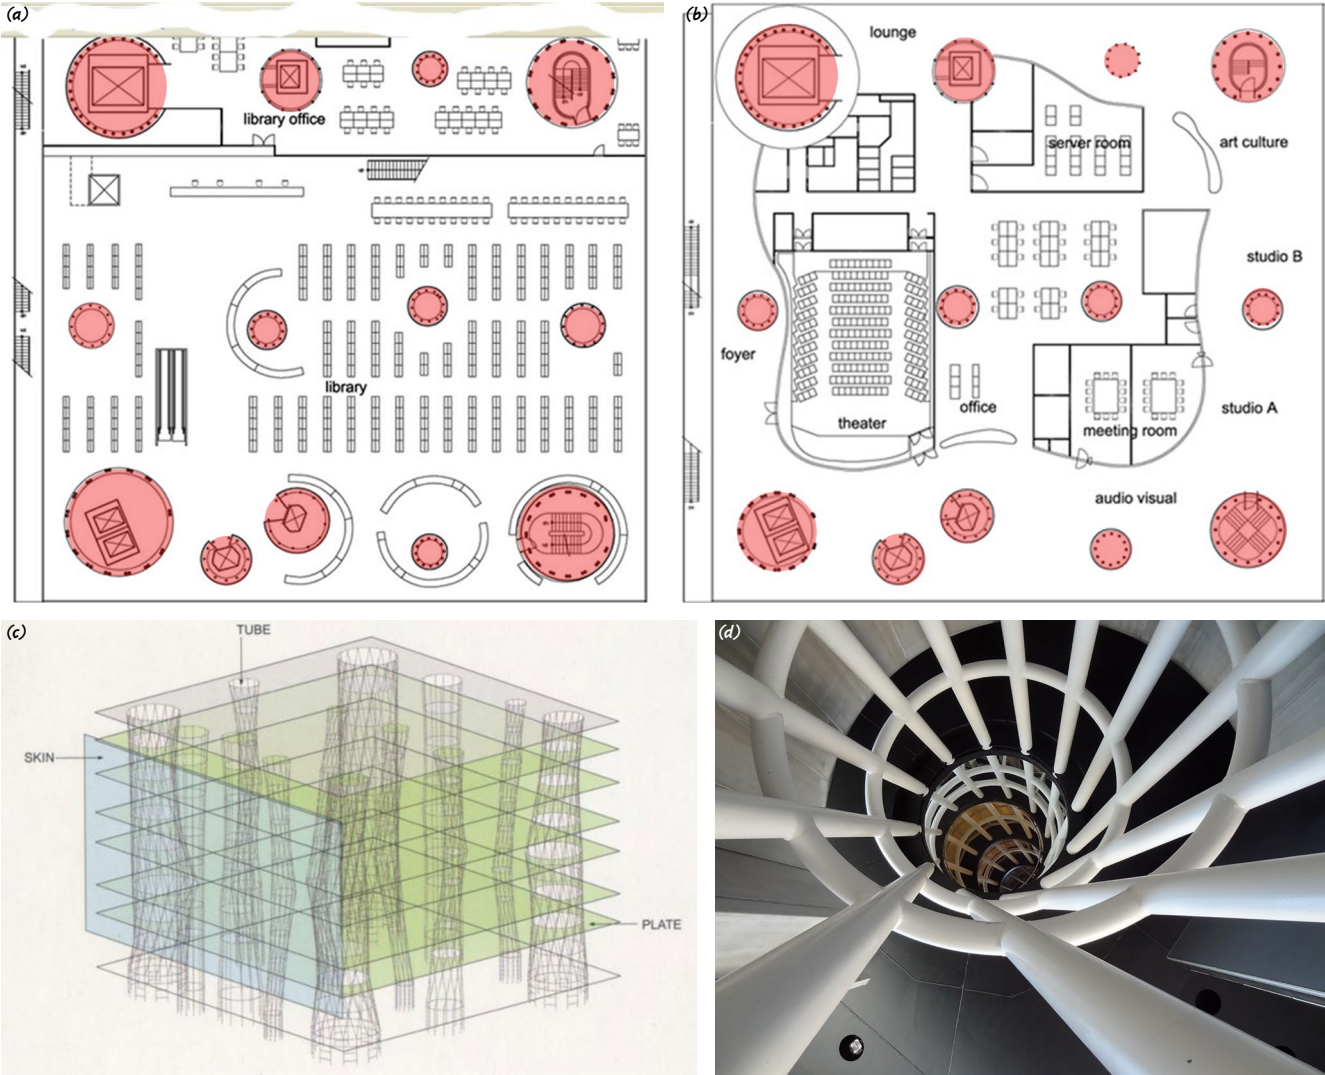 (a)
library office
library
(b)
lounge
server room
art culture
studio B
foyer
office
studio A
theater
meeting room
audio visual
(c)
TUBE
SKIN
PLATE
(d)